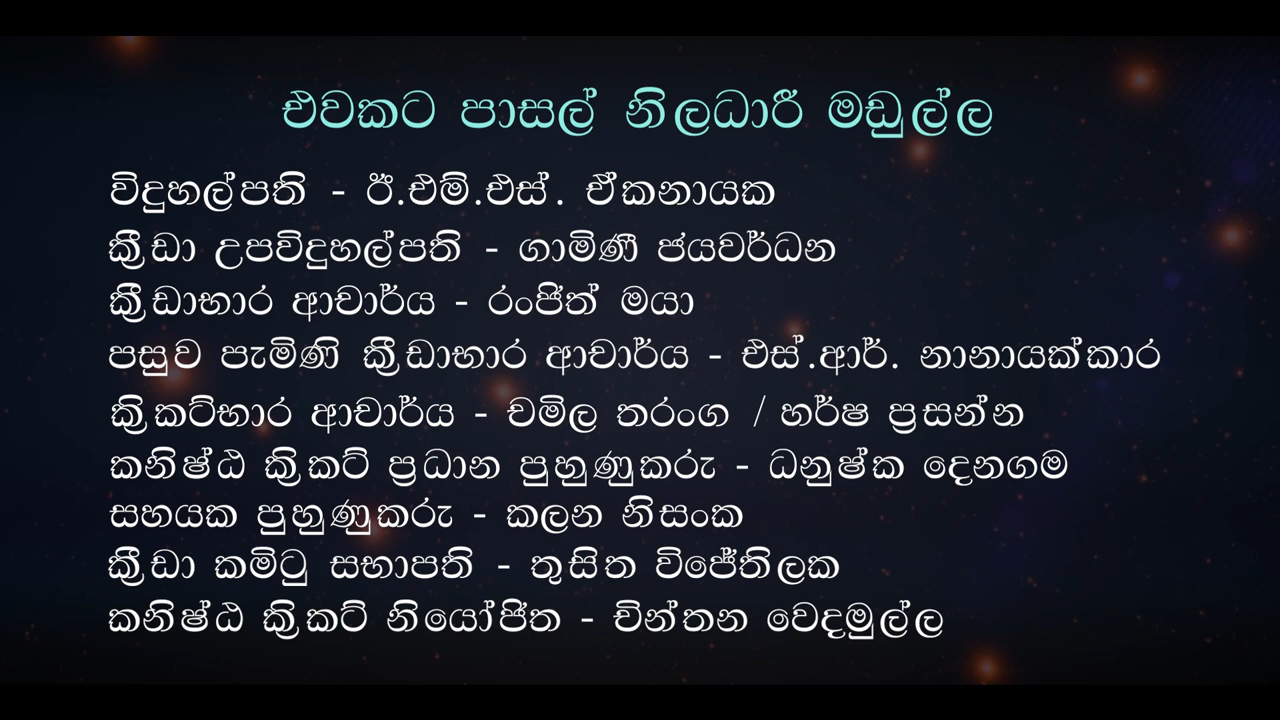 එවකට පාසල් නිලධාරී මඩුල්ල
විදුහල්පති - ඊ.එම්.එස්. ඒකනායක
ක්‍රීඩා උපවිදුහල්පති - ගාමිණී ජයවර්ධන
ක්‍රීඩාභාර ආචාර්ය - රංජිත් මයා
පසුව පැමිණි ක්‍රීඩාභාර ආචාර්ය - එස්.ආර්. නානායක්කාර
ක්‍රිකට්භාර ආචාර්ය - චමිල තරංග / හර්ෂ ප්‍රසන්න
කනිෂ්ඨ ක්‍රිකට් ප්‍රධාන පුහුණුකරු - ධනුෂ්ක දෙනගම
සහයක පුහුණුකරු - කලන නිසංක
ක්‍රීඩා කමිටු සභාපති - තුසිත විජේතිලක
කනිෂ්ඨ ක්‍රිකට් නියෝජිත - චින්තන වෙදමුල්ල